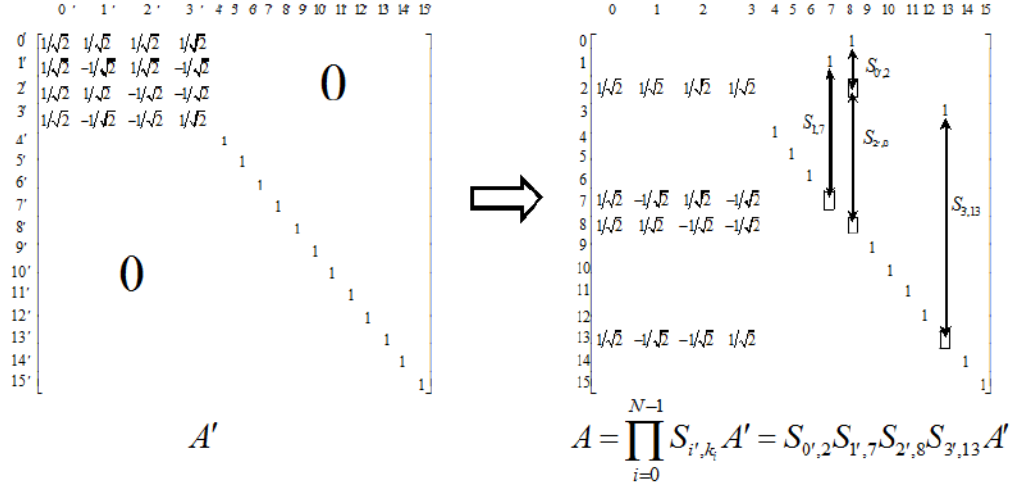 0 ' 1 ' 2 ' 3 ' 4' 5' 6' 7' 8' 9' 10' 11' 12' 13 14' 15'
0' 1/√2 1/√2 1/√2 1/√2
1' 1/√2 -1/√2 1/√2 -1/√2
2' 1/√2 1/√2 -1/√2 -1/√2
3' 1/√2 -1/√2 -1/√2 1/√2
0
4' 1
5' 1
6' 1
7' 1
8' 1
9' 1
10' 1
11' 1
12' 1
13' 1
14' 1
15' 1
0
A'
0 1 2 3 4 5 6 7 8 9 10 11 12 13 14 15
0 1
1 1 S0',2
2 1/√2 1/√2 1/√2 1/√2
3 1
4 1 S1,7 S2',8
5 1
6 1
7 1/√2 -1/√2 1/√2 -1/√2 S3,13
8 1/√2 1/√2 -1/√2 -1/√2
9 1
10 1
11 1
12 1
13 1/√2 -1/√2 -1/√2 1/√2
14 1
15 1
A = ∏_{i=0}^{N-1} S_{i',k_i} A' = S_{0',2} S_{1',7} S_{2',8} S_{3',13} A'